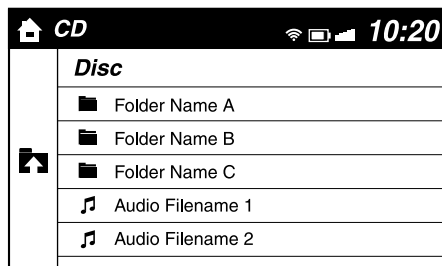 CD 10:20
Disc
Folder Name A
Folder Name B
Folder Name C
Audio Filename 1
Audio Filename 2